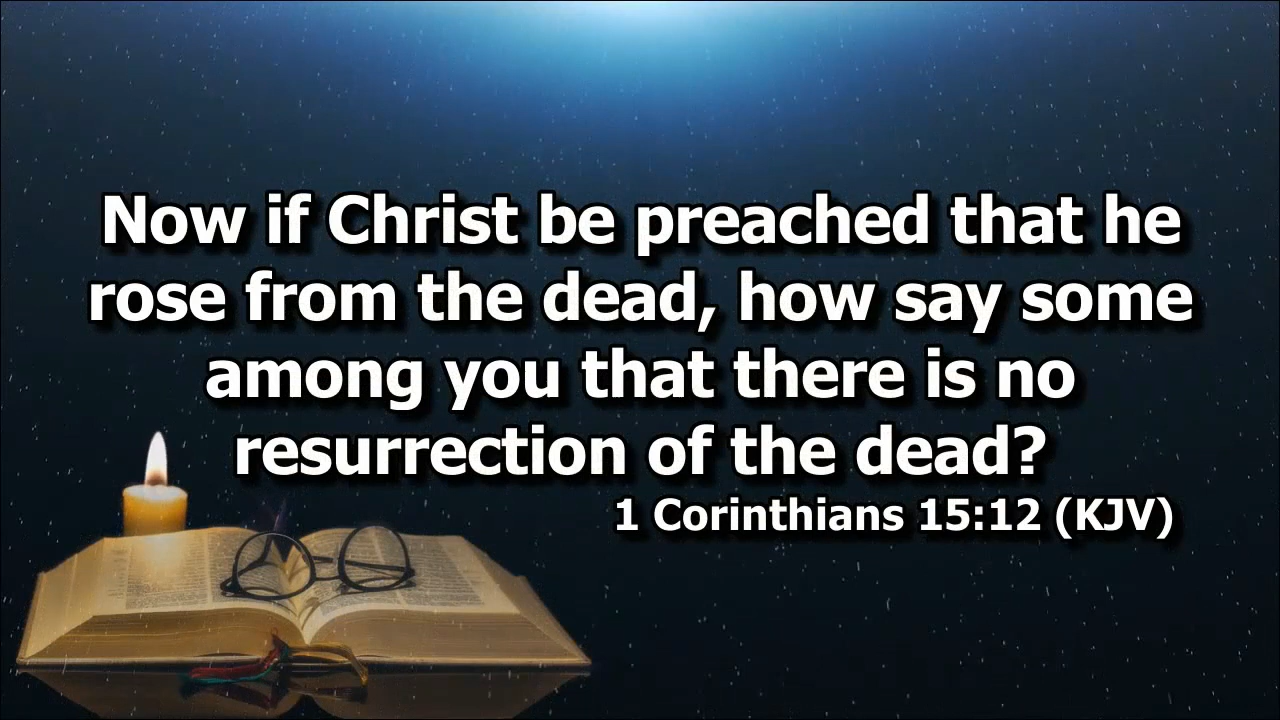 Now if Christ be preached that he
rose from the dead, how say some
among you that there is no
resurrection of the dead?
1 Corinthians 15:12 (KJV)